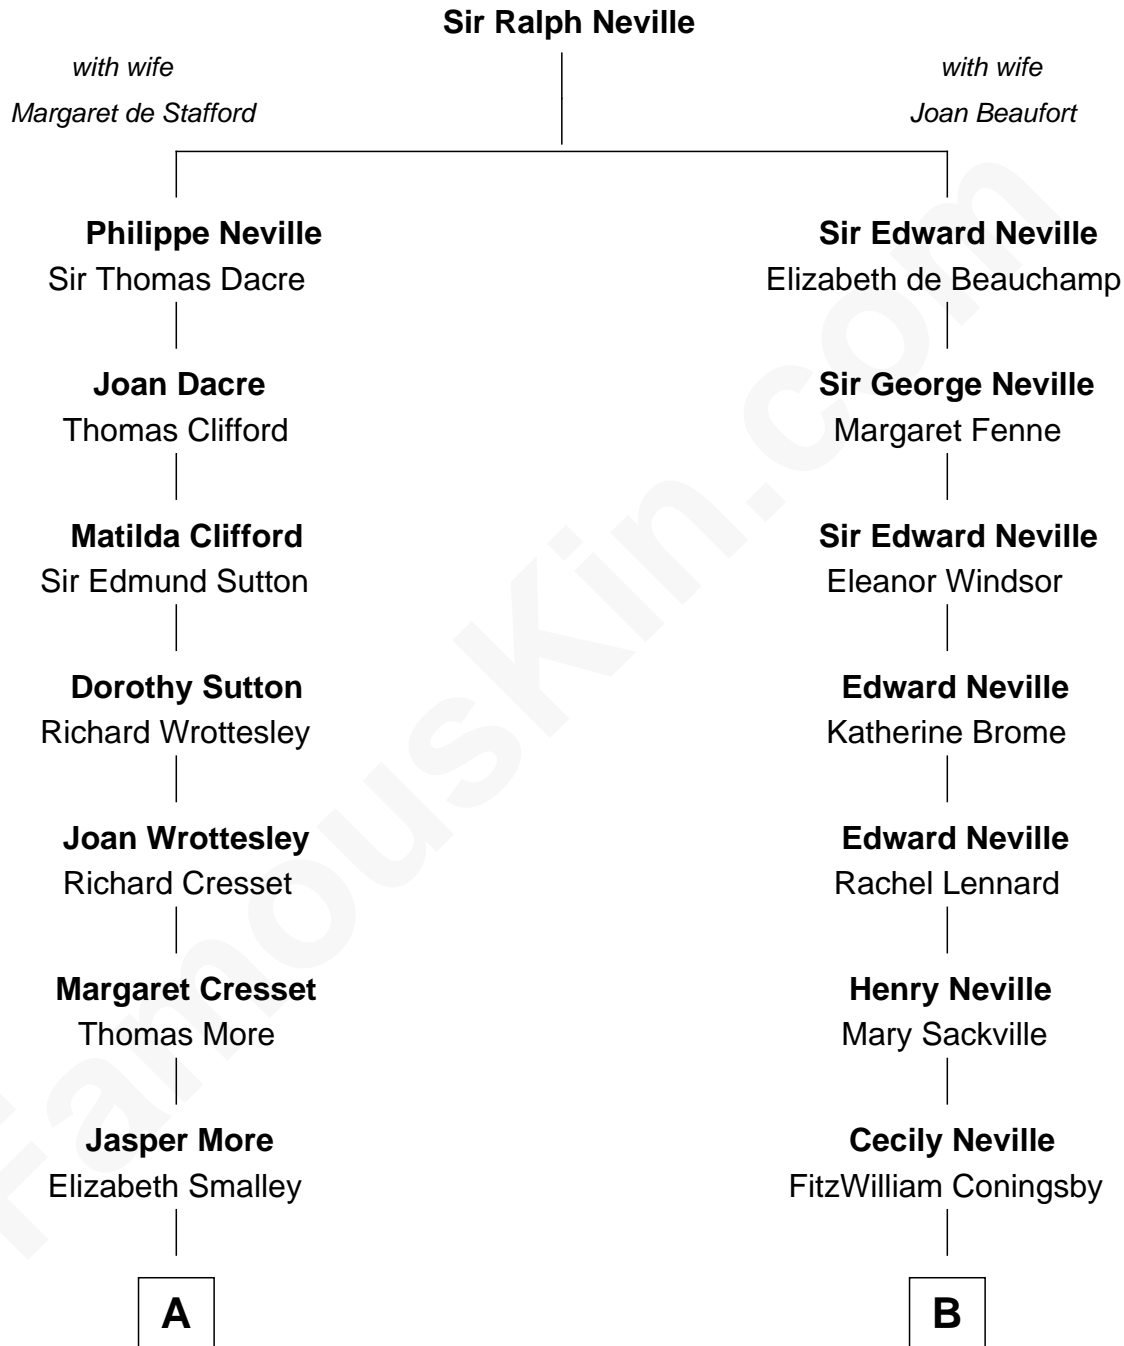 Sir Ralph Neville
with wife
Margaret de Stafford
with wife
Joan Beaufort
Philippe Neville
Sir Thomas Dacre
Joan Dacre
Thomas Clifford
Matilda Clifford
Sir Edmund Sutton
Dorothy Sutton
Richard Wrottesley
Joan Wrottesley
Richard Cresset
Margaret Cresset
Thomas More
Jasper More
Elizabeth Smalley
A
Sir Edward Neville
Elizabeth de Beauchamp
Sir George Neville
Margaret Fenne
Sir Edward Neville
Eleanor Windsor
Edward Neville
Katherine Brome
Edward Neville
Rachel Lennard
Henry Neville
Mary Sackville
Cecily Neville
FitzWilliam Coningsby
B
FamousKin.com